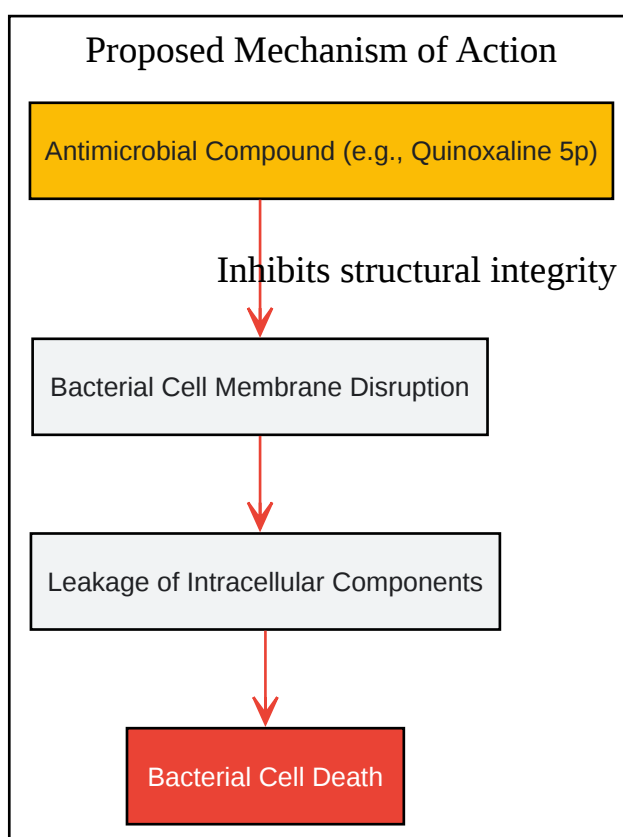 Proposed Mechanism of Action
Antimicrobial Compound (e.g., Quinoxaline 5p)
Inhibits structural integrity
Bacterial Cell Membrane Disruption
Leakage of Intracellular Components
Bacterial Cell Death